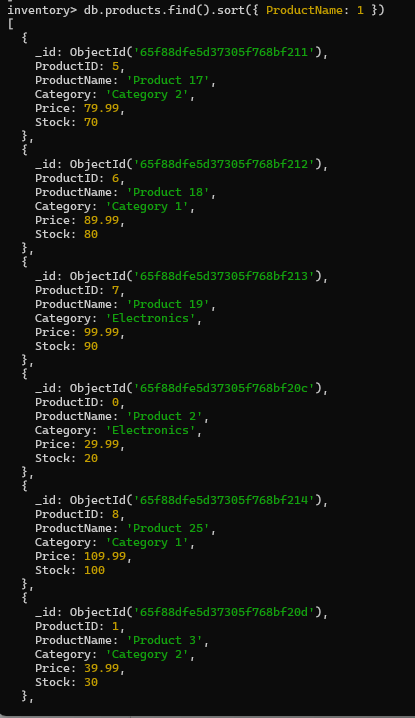 inventory> db.products.find().sort({ ProductName: 1 })
[
  {
    _id: ObjectId('65f88dfe5d37305f768bf211'),
    ProductID: 5,
    ProductName: 'Product 17',
    Category: 'Category 2',
    Price: 79.99,
    Stock: 70
  },
  {
    _id: ObjectId('65f88dfe5d37305f768bf212'),
    ProductID: 6,
    ProductName: 'Product 18',
    Category: 'Category 1',
    Price: 89.99,
    Stock: 80
  },
  {
    _id: ObjectId('65f88dfe5d37305f768bf213'),
    ProductID: 7,
    ProductName: 'Product 19',
    Category: 'Electronics',
    Price: 99.99,
    Stock: 90
  },
  {
    _id: ObjectId('65f88dfe5d37305f768bf20c'),
    ProductID: 0,
    ProductName: 'Product 2',
    Category: 'Electronics',
    Price: 29.99,
    Stock: 20
  },
  {
    _id: ObjectId('65f88dfe5d37305f768bf214'),
    ProductID: 8,
    ProductName: 'Product 25',
    Category: 'Category 1',
    Price: 109.99,
    Stock: 100
  },
  {
    _id: ObjectId('65f88dfe5d37305f768bf20d'),
    ProductID: 1,
    ProductName: 'Product 3',
    Category: 'Category 2',
    Price: 39.99,
    Stock: 30
  },